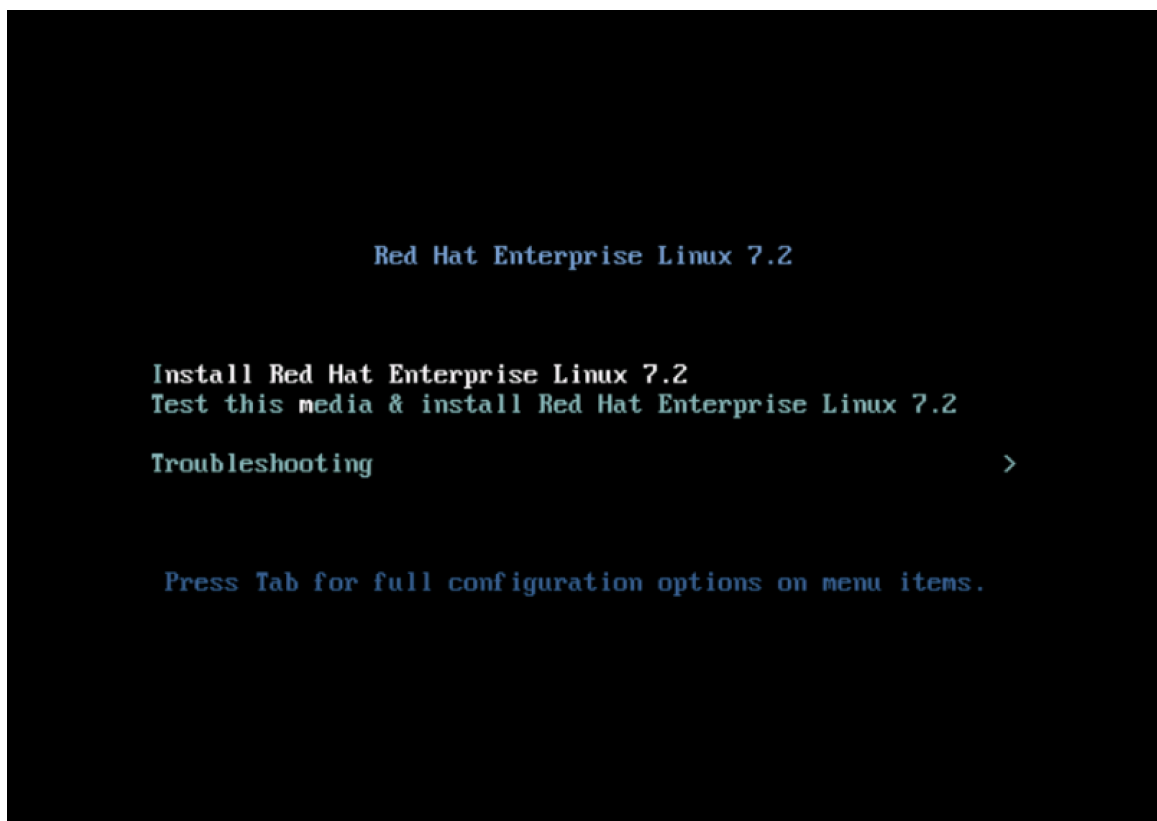 Red Hat Enterprise Linux 7.2
Install Red Hat Enterprise Linux 7.2
Test this media & install Red Hat Enterprise Linux 7.2
Troubleshooting >
Press Tab for full configuration options on menu items.